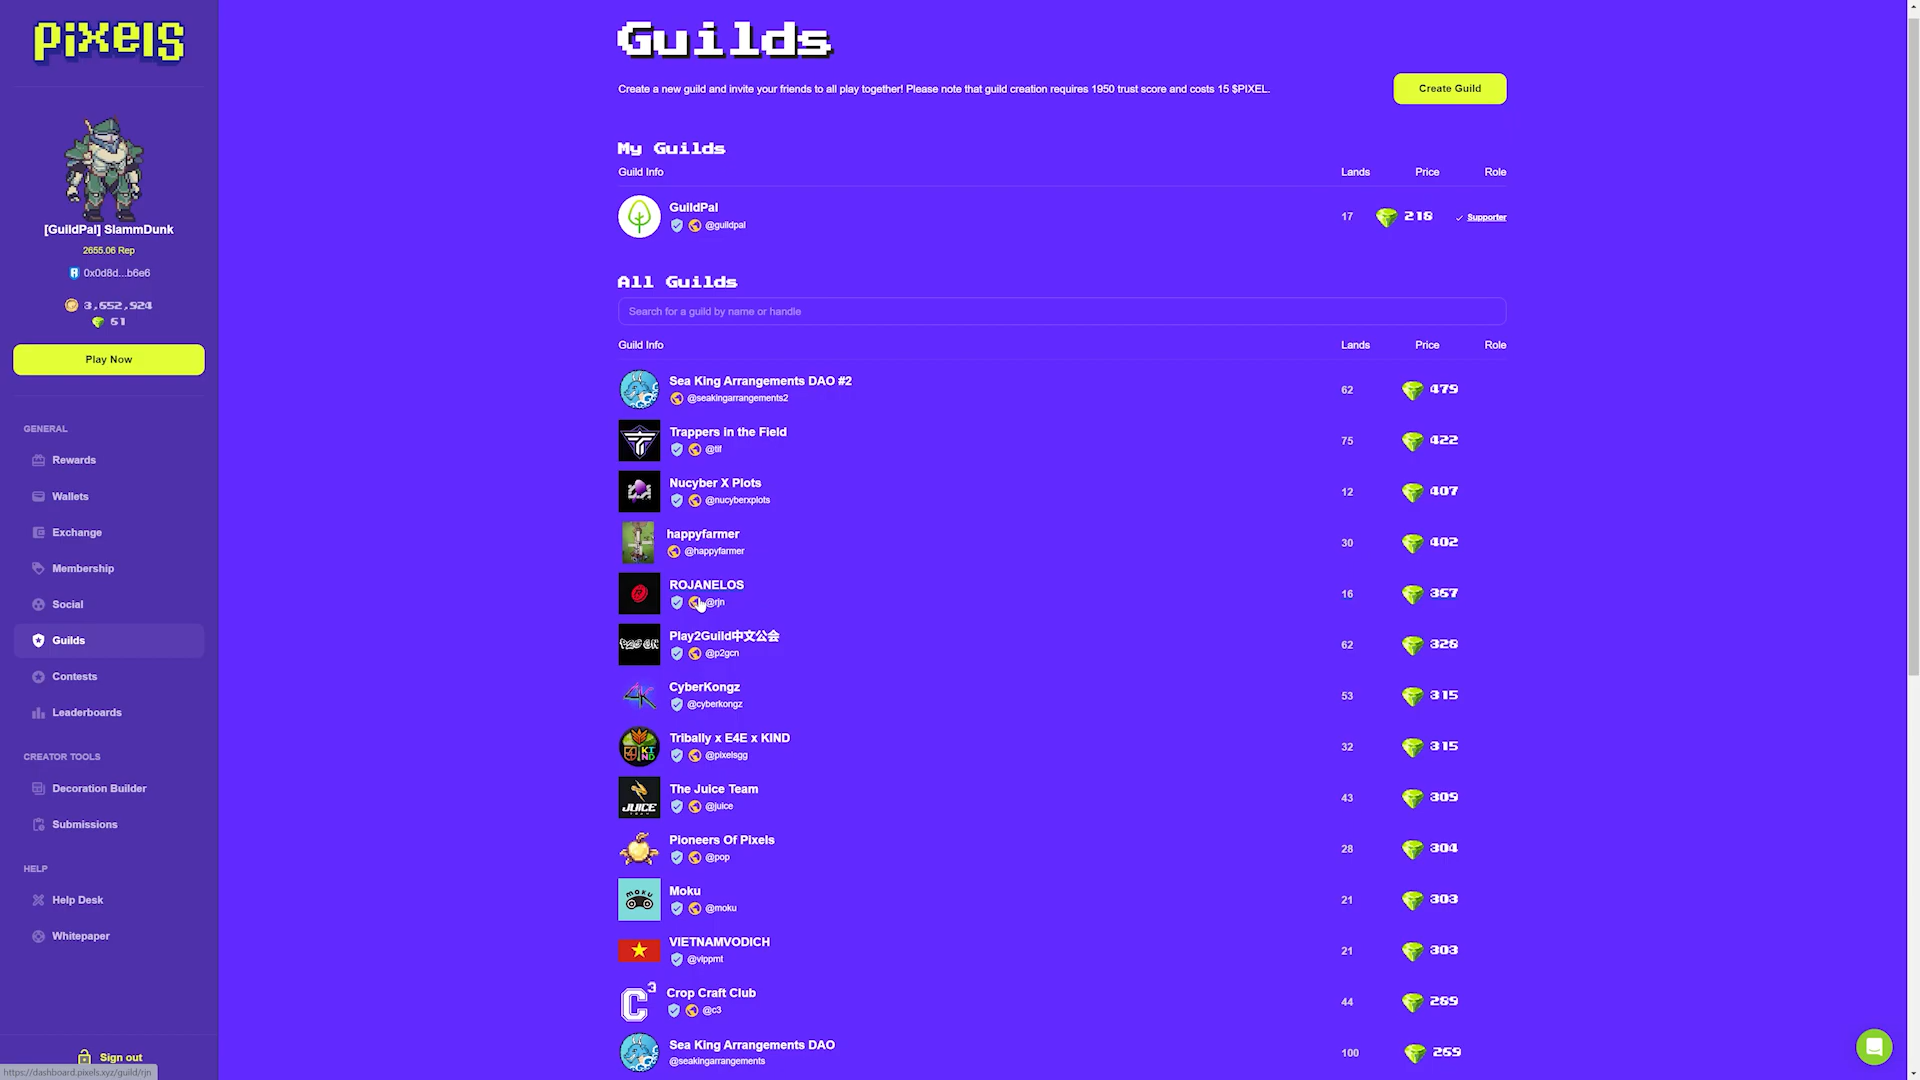 pixels
[GuildPal] SlammDunk
2655.06 Rep
0x0d8d...b6e6
3,652,924
61
Play Now
GENERAL
Rewards
Wallets
Exchange
Membership
Social
Guilds
Contests
Leaderboards
CREATOR TOOLS
Decoration Builder
Submissions
HELP
Help Desk
Whitepaper
Sign out
https://dashboard.pixels.xyz/guild/rjn
Guilds
Create a new guild and invite your friends to all play together! Please note that guild creation requires 1950 trust score and costs 15 $PIXEL.
Create Guild
My Guilds
Guild Info Lands Price Role
GuildPal
@guildpal
17 218 Supporter
All Guilds
Search for a guild by name or handle
Guild Info Lands Price Role
Sea King Arrangements DAO #2
@seakingarrangements2
62 479
Trappers in the Field
@tif
75 422
Nucyber X Plots
@nucyberxplots
12 407
happyfarmer
@happyfarmer
30 402
ROJANELOS
@rjn
16 367
Play2Guild中文公会
@p2gcn
62 328
CyberKongz
@cyberkongz
53 315
Tribally x E4E x KIND
@pixelsgg
32 315
JUICE
The Juice Team
@juice
43 309
Pioneers Of Pixels
@pop
28 304
MOKU
Moku
@moku
21 303
VIETNAMVODICH
@vippmt
21 303
C3
Crop Craft Club
@c3
44 289
Sea King Arrangements DAO
@seakingarrangements
100 269